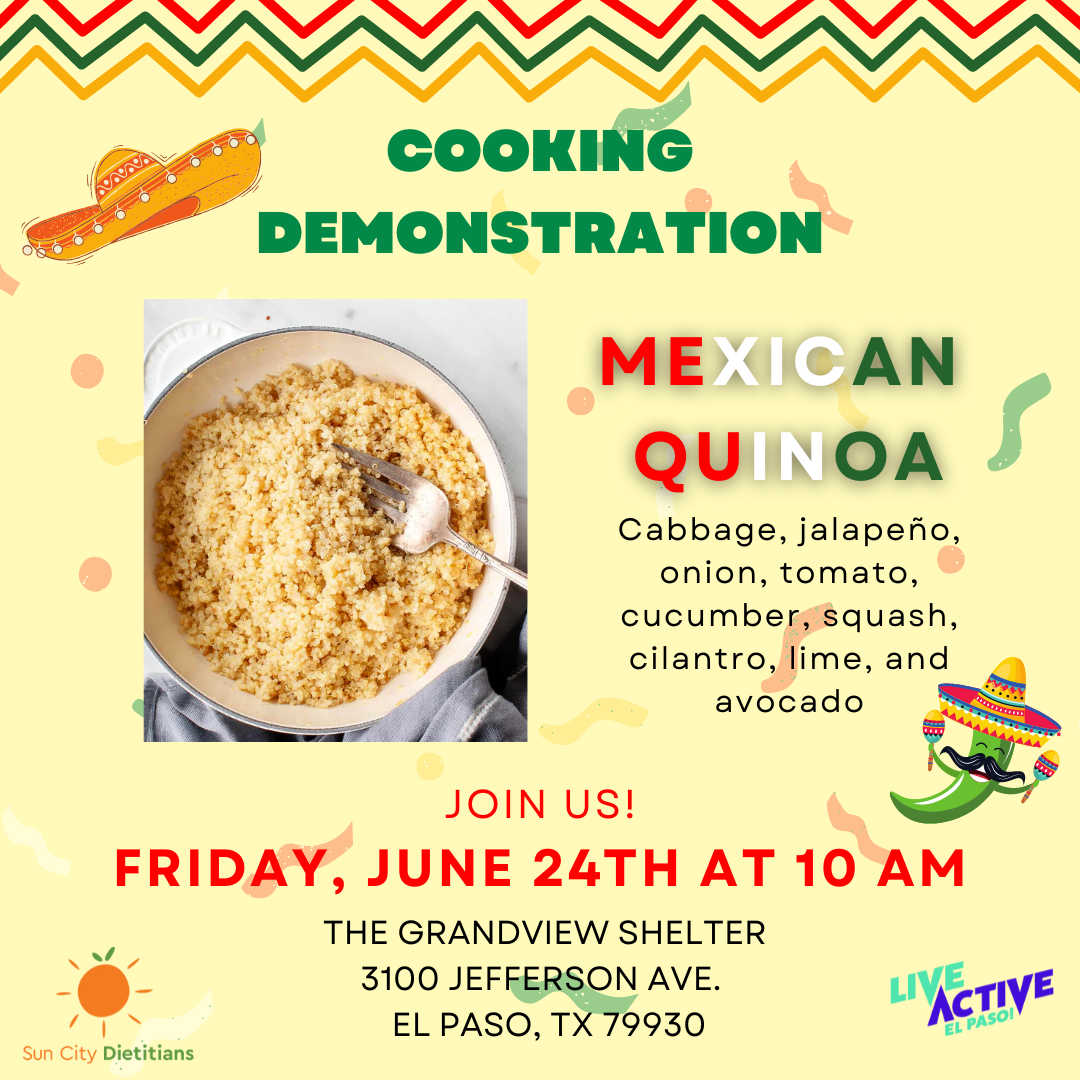 COOKING
DEMONSTRATION
MEXICAN
QUINOA
Cabbage, jalapeño,
onion, tomato,
cucumber, squash,
cilantro, lime, and
avocado
JOIN US!
FRIDAY, JUNE 24TH AT 10 AM
THE GRANDVIEW SHELTER
3100 JEFFERSON AVE.
EL PASO, TX 79930
Sun City Dietitians
LIVE
ACTIVE
EL PASO!